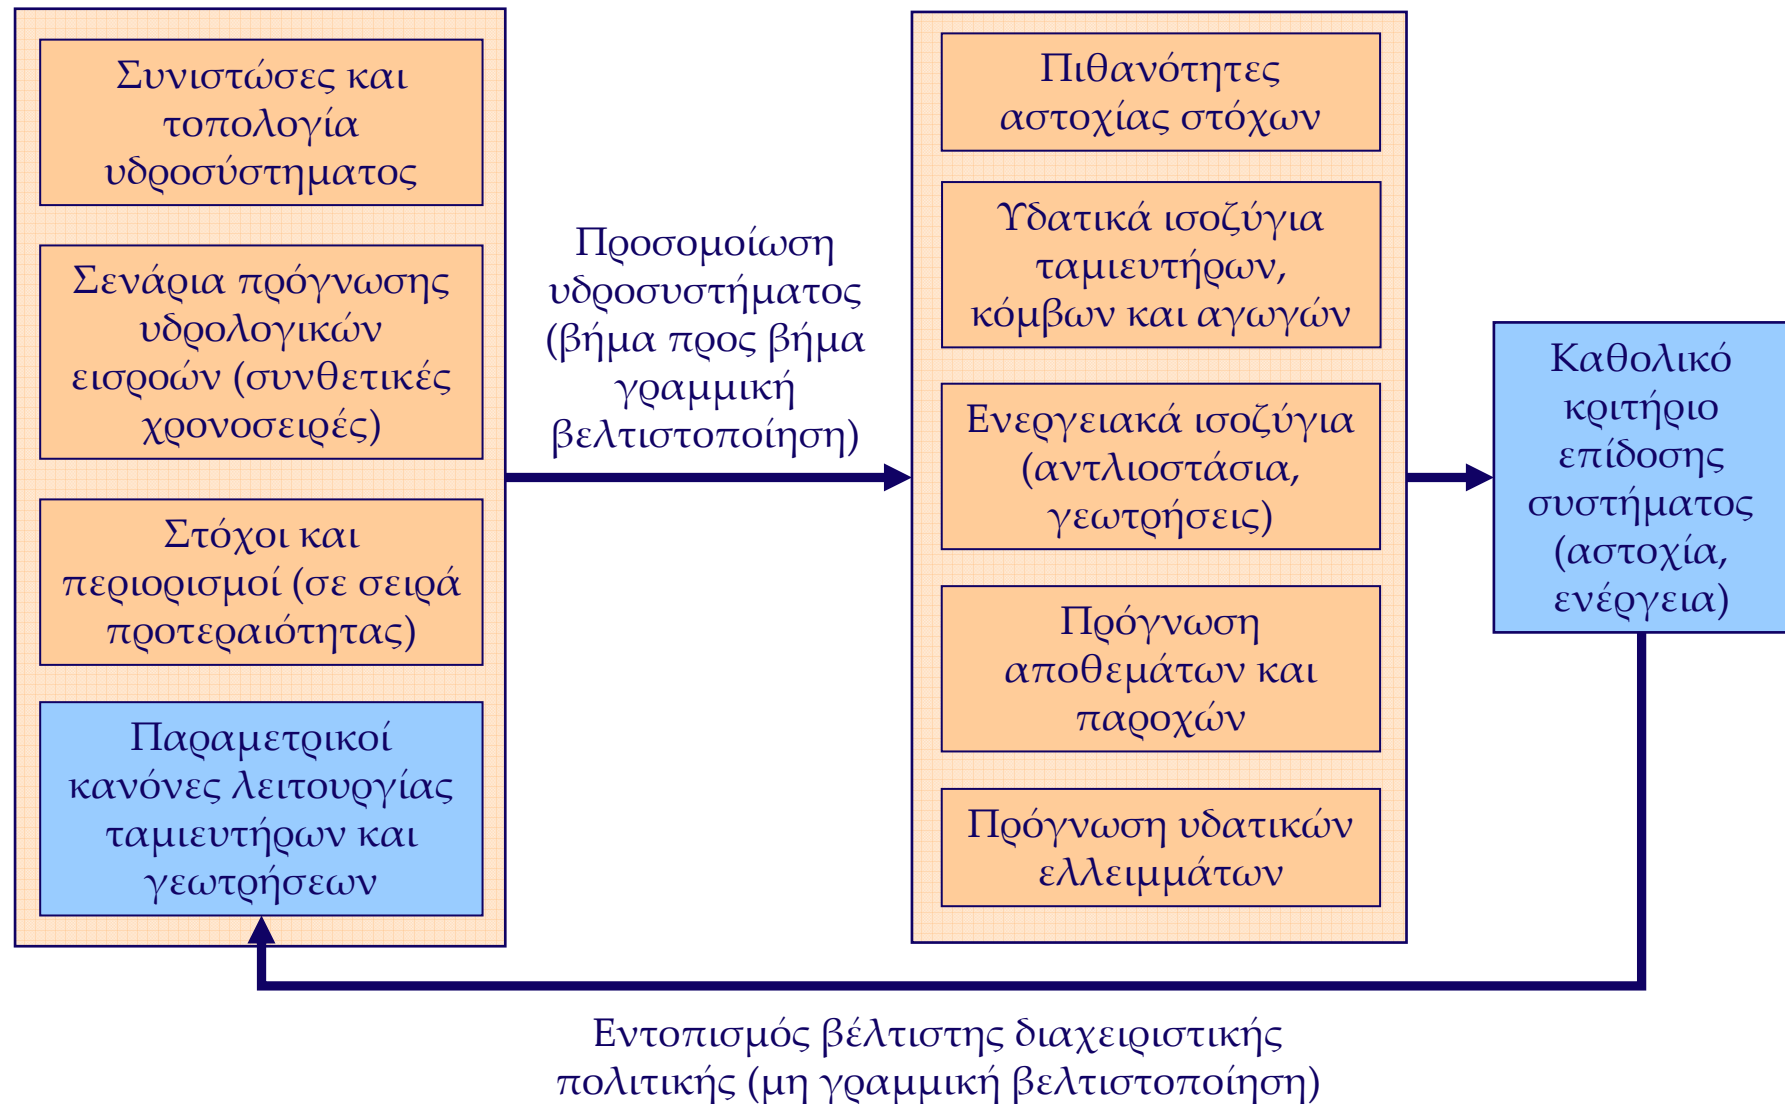 Συνιστώσες και
τοπολογία
υδροσύστηματος
Σενάρια πρόγνωσης
υδρολογικών
εισροών (συνθετικές
χρονοσειρές)
Στόχοι και
περιορισμοί (σε σειρά
προτεραιότητας)
Παραμετρικοί
κανόνες λειτουργίας
ταμιευτήρων και
γεωτρήσεων
Προσομοίωση
υδροσυστήματος
(βήμα προς βήμα
γραμμική
βελτιστοποίηση)
Πιθανότητες
αστοχίας στόχων
Υδατικά ισοζύγια
ταμιευτήρων,
κόμβων και αγωγών
Ενεργειακά ισοζύγια
(αντλιοστάσια,
γεωτρήσεις)
Πρόγνωση
αποθεμάτων και
παροχών
Πρόγνωση υδατικών
ελλειμμάτων
Καθολικό
κριτήριο
επίδοσης
συστήματος
(αστοχία,
ενέργεια)
Εντοπισμός βέλτιστης διαχειριστικής
πολιτικής (μη γραμμική βελτιστοποίηση)